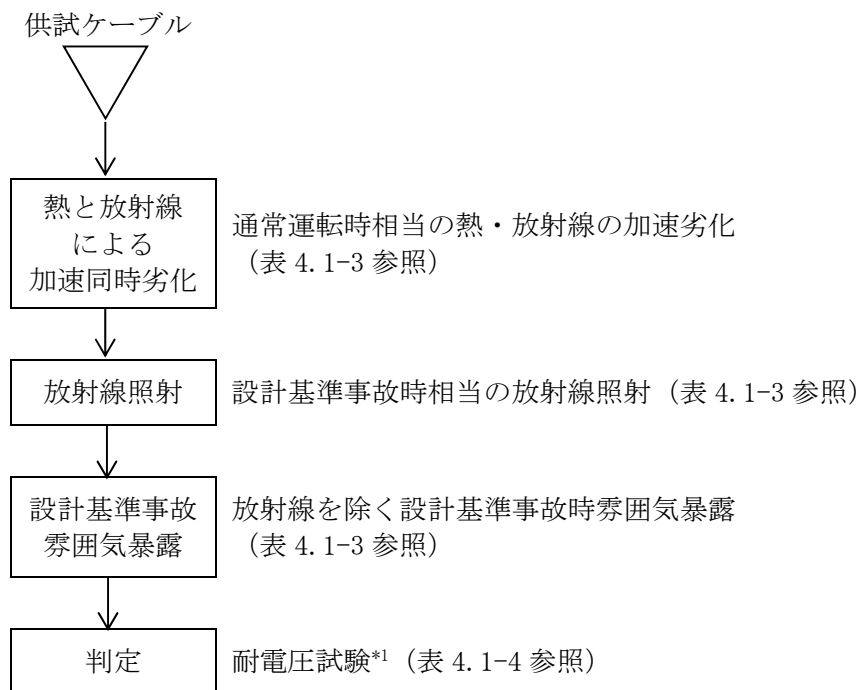 供試ケーブル
熱と放射線
による
加速同時劣化
通常運転時相当の熱・放射線の加速劣化
（表 4.1-3 参照）
放射線照射
設計基準事故時相当の放射線照射（表 4.1-3 参照）
設計基準事故
雰囲気暴露
放射線を除く設計基準事故時雰囲気暴露
（表 4.1-3 参照）
判定
耐電圧試験*1（表 4.1-4 参照）